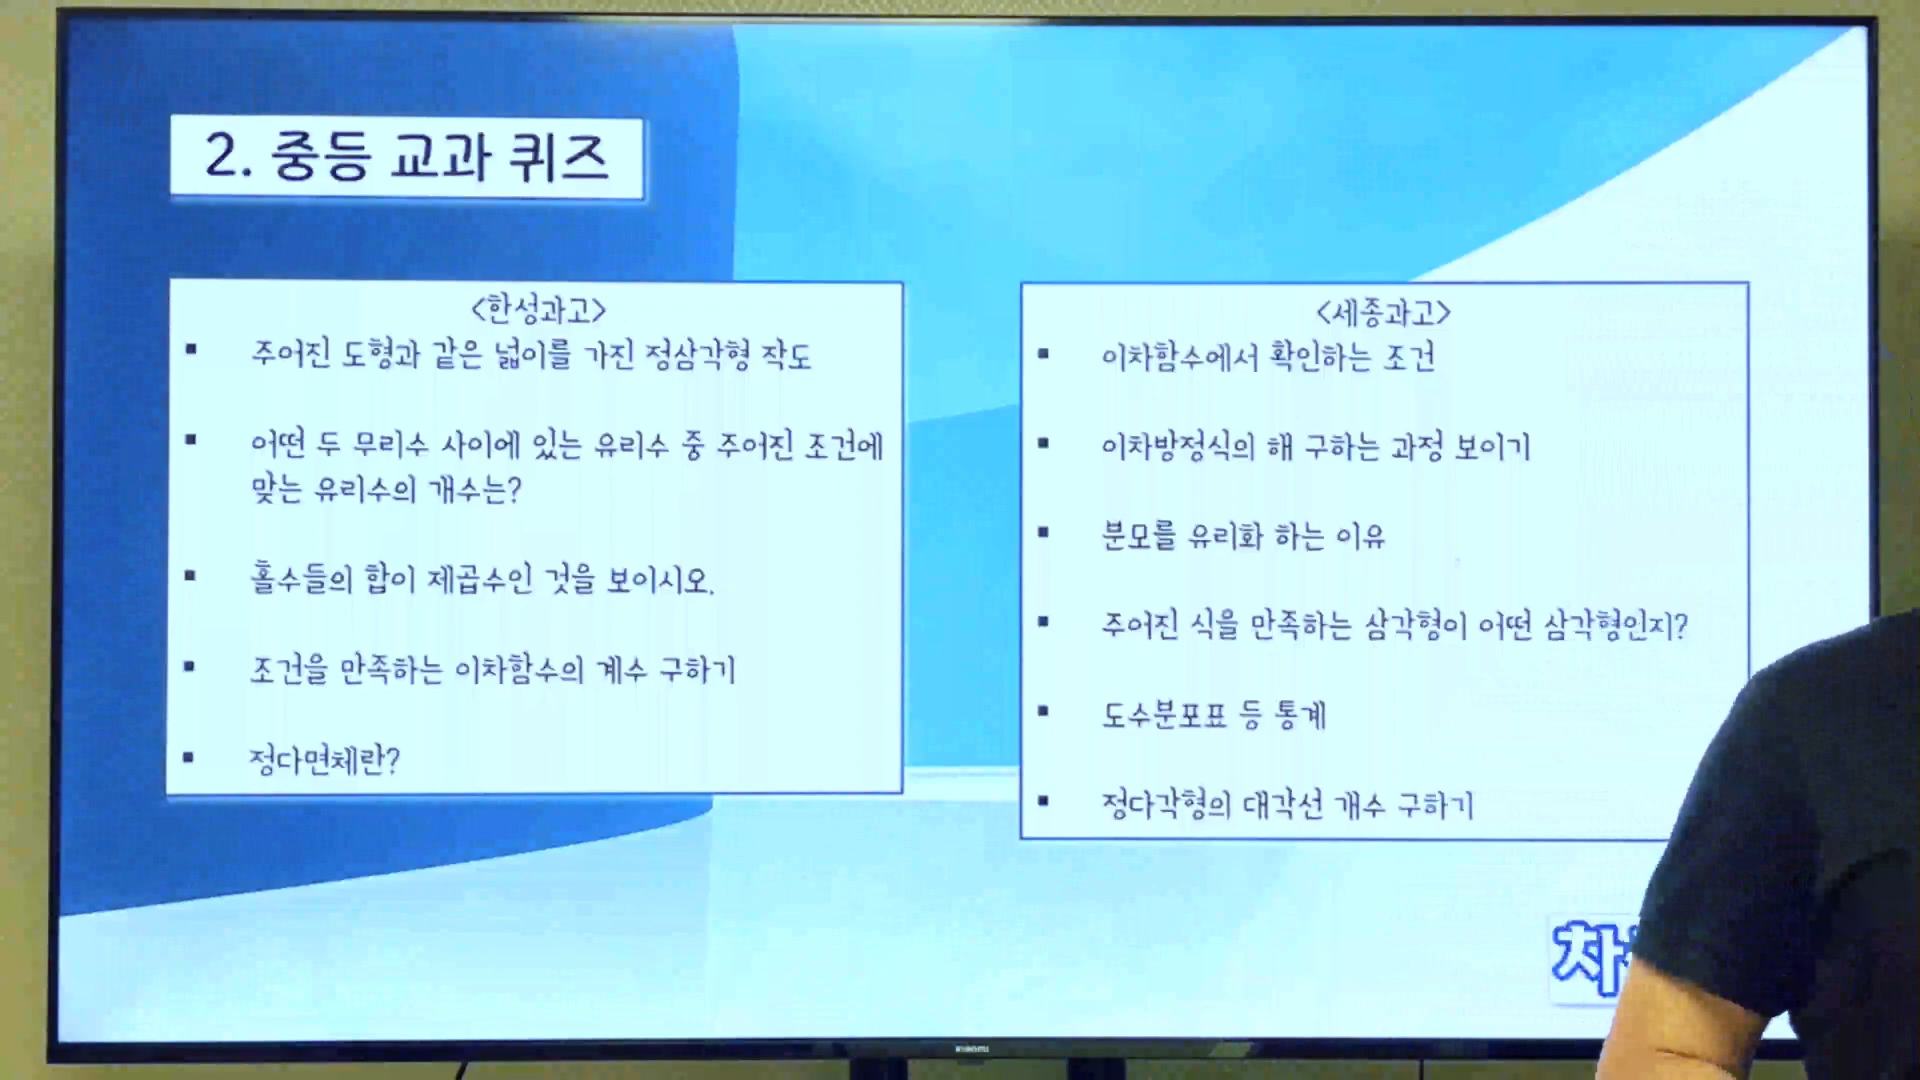 2. 중등 교과 퀴즈
<한성과고>
▪ 주어진 도형과 같은 넓이를 가진 정삼각형 작도
▪ 어떤 두 무리수 사이에 있는 유리수 중 주어진 조건에
맞는 유리수의 개수는?
▪ 홀수들의 합이 제곱수인 것을 보이시오.
▪ 조건을 만족하는 이차함수의 계수 구하기
▪ 정다면체란?
<세종과고>
▪ 이차함수에서 확인하는 조건
▪ 이차방정식의 해 구하는 과정 보이기
▪ 분모를 유리화 하는 이유
▪ 주어진 식을 만족하는 삼각형이 어떤 삼각형인지?
▪ 도수분포표 등 통계
▪ 정다각형의 대각선 개수 구하기
차
xiaomi